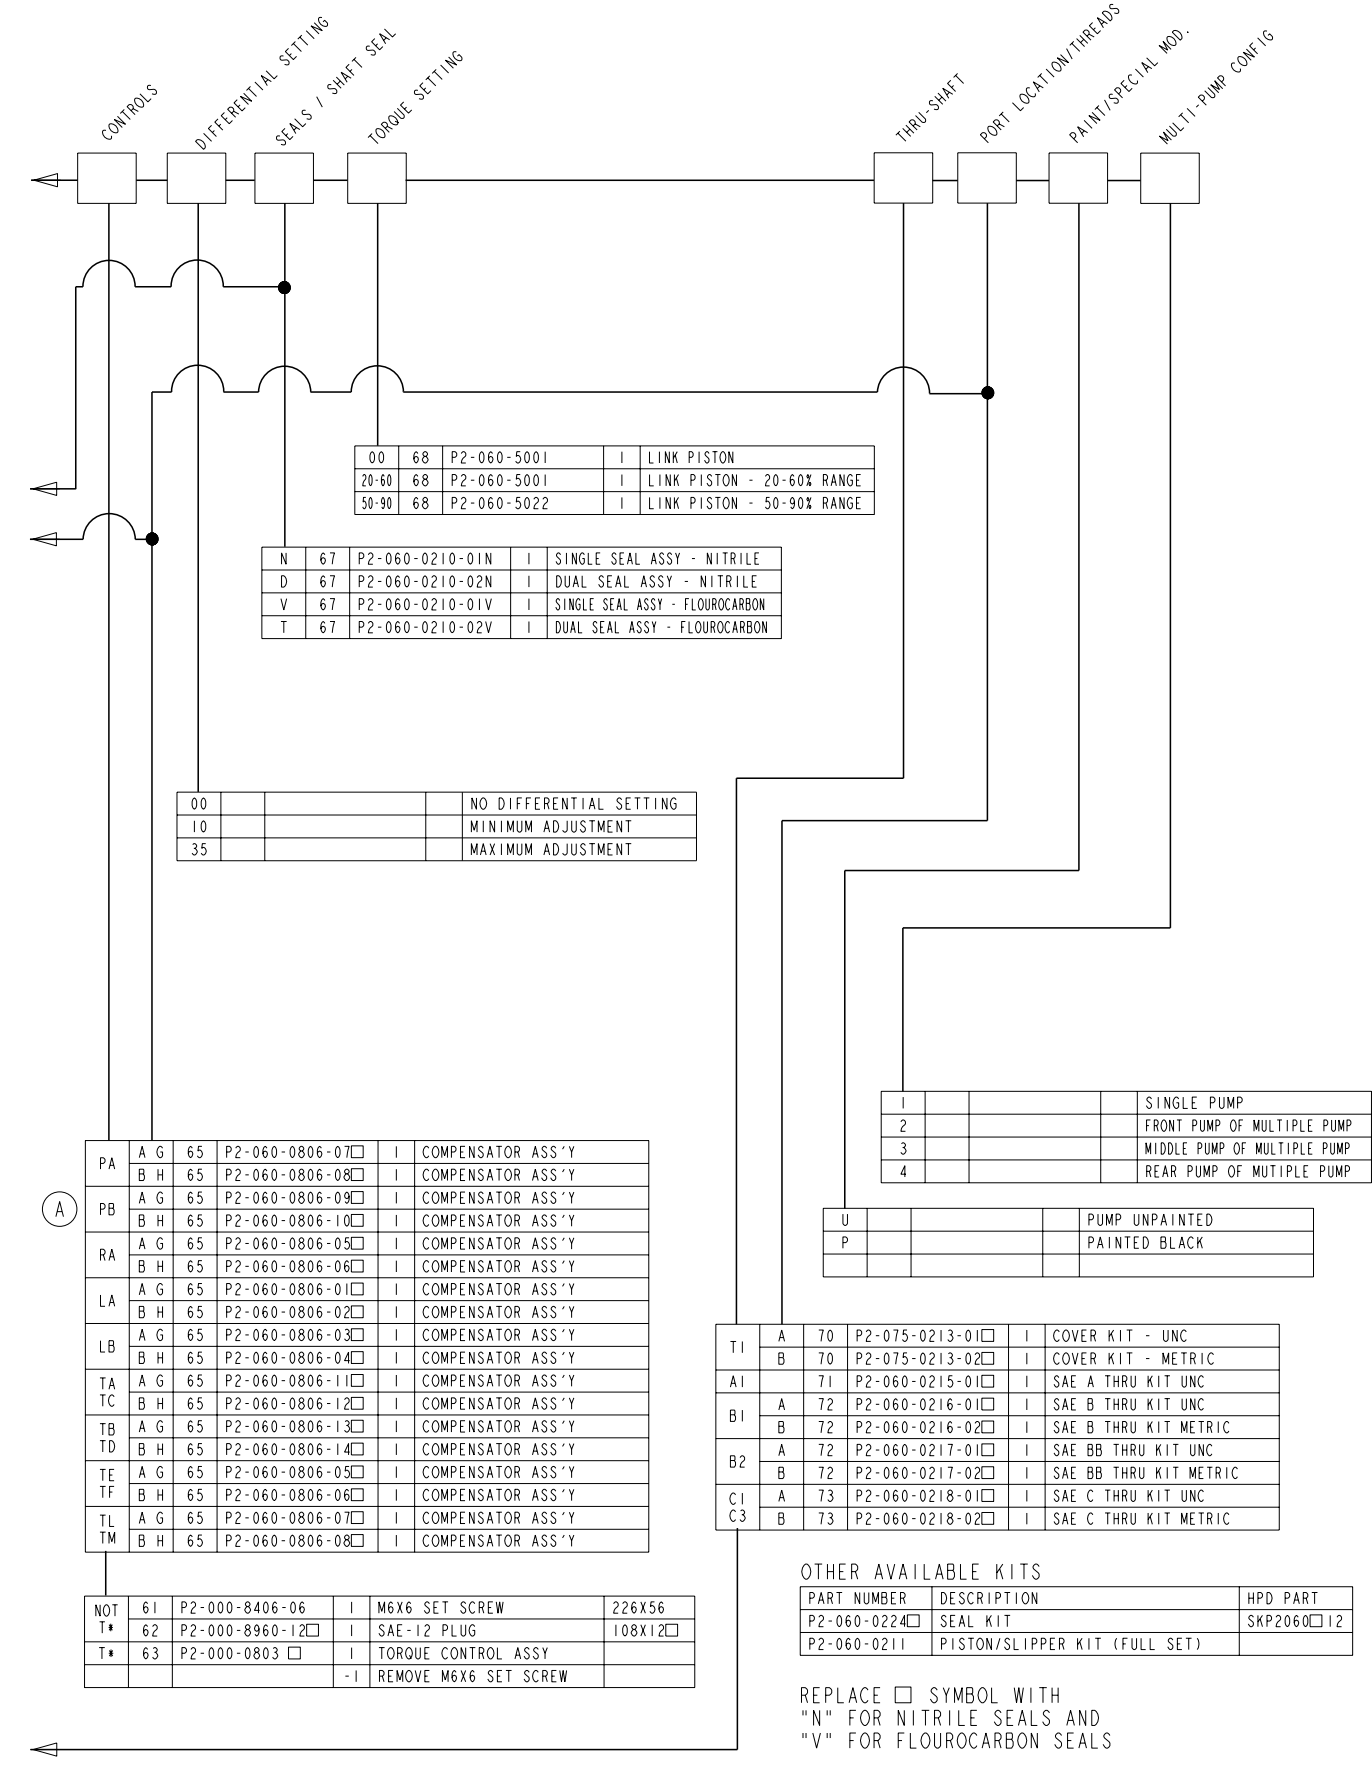 CONTROLS
DIFFERENTIAL SETTING
SEALS / SHAFT SEAL
TORQUE SETTING
THRU-SHAFT
PORT LOCATION/THREADS
PAINT/SPECIAL MOD.
MULTI-PUMP CONFIG
00 68 P2-060-5001 1 LINK PISTON
20-60 68 P2-060-5001 1 LINK PISTON - 20-60% RANGE
50-90 68 P2-060-5022 1 LINK PISTON - 50-90% RANGE
N 67 P2-060-0210-01N 1 SINGLE SEAL ASSY - NITRILE
D 67 P2-060-0210-02N 1 DUAL SEAL ASSY - NITRILE
V 67 P2-060-0210-01V 1 SINGLE SEAL ASSY - FLOUROCARBON
T 67 P2-060-0210-02V 1 DUAL SEAL ASSY - FLOUROCARBON
00 NO DIFFERENTIAL SETTING
10 MINIMUM ADJUSTMENT
35 MAXIMUM ADJUSTMENT
1 SINGLE PUMP
2 FRONT PUMP OF MULTIPLE PUMP
3 MIDDLE PUMP OF MULTIPLE PUMP
4 REAR PUMP OF MUTIPLE PUMP
U PUMP UNPAINTED
P PAINTED BLACK
A
PA A G 65 P2-060-0806-07□ 1 COMPENSATOR ASS'Y
B H 65 P2-060-0806-08□ 1 COMPENSATOR ASS'Y
PB A G 65 P2-060-0806-09□ 1 COMPENSATOR ASS'Y
B H 65 P2-060-0806-10□ 1 COMPENSATOR ASS'Y
RA A G 65 P2-060-0806-05□ 1 COMPENSATOR ASS'Y
B H 65 P2-060-0806-06□ 1 COMPENSATOR ASS'Y
LA A G 65 P2-060-0806-01□ 1 COMPENSATOR ASS'Y
B H 65 P2-060-0806-02□ 1 COMPENSATOR ASS'Y
LB A G 65 P2-060-0806-03□ 1 COMPENSATOR ASS'Y
B H 65 P2-060-0806-04□ 1 COMPENSATOR ASS'Y
TA A G 65 P2-060-0806-11□ 1 COMPENSATOR ASS'Y
TC B H 65 P2-060-0806-12□ 1 COMPENSATOR ASS'Y
TB A G 65 P2-060-0806-13□ 1 COMPENSATOR ASS'Y
TD B H 65 P2-060-0806-14□ 1 COMPENSATOR ASS'Y
TE A G 65 P2-060-0806-05□ 1 COMPENSATOR ASS'Y
TF B H 65 P2-060-0806-06□ 1 COMPENSATOR ASS'Y
TL A G 65 P2-060-0806-07□ 1 COMPENSATOR ASS'Y
TM B H 65 P2-060-0806-08□ 1 COMPENSATOR ASS'Y
T1 A 70 P2-075-0213-01□ 1 COVER KIT - UNC
B 70 P2-075-0213-02□ 1 COVER KIT - METRIC
A1 71 P2-060-0215-01□ 1 SAE A THRU KIT UNC
B1 A 72 P2-060-0216-01□ 1 SAE B THRU KIT UNC
B 72 P2-060-0216-02□ 1 SAE B THRU KIT METRIC
B2 A 72 P2-060-0217-01□ 1 SAE BB THRU KIT UNC
B 72 P2-060-0217-02□ 1 SAE BB THRU KIT METRIC
C1 A 73 P2-060-0218-01□ 1 SAE C THRU KIT UNC
C3 B 73 P2-060-0218-02□ 1 SAE C THRU KIT METRIC
NOT 61 P2-000-8406-06 1 M6X6 SET SCREW 226X56
T* 62 P2-000-8960-12□ 1 SAE-12 PLUG 108X12□
T* 63 P2-000-0803 □ 1 TORQUE CONTROL ASSY
-1 REMOVE M6X6 SET SCREW
OTHER AVAILABLE KITS
PART NUMBER DESCRIPTION HPD PART
P2-060-0224□ SEAL KIT SKP2060□12
P2-060-0211 PISTON/SLIPPER KIT (FULL SET)
REPLACE □ SYMBOL WITH
"N" FOR NITRILE SEALS AND
"V" FOR FLOUROCARBON SEALS